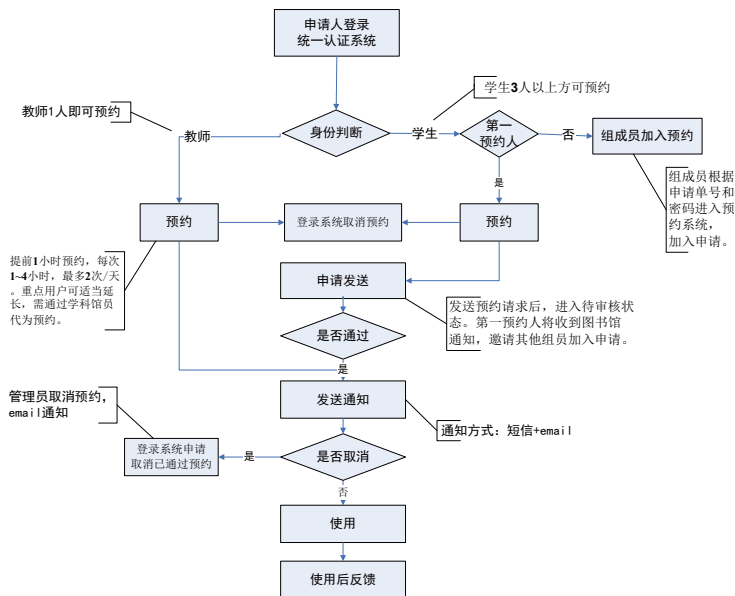 申请人登录
统一认证系统
学生3人以上方可预约
教师1人即可预约
教师
身份判断
学生
第一
预约人
否
组成员加入预约
是
组成员根据
申请单号和
密码进入预
约系统，
加入申请。
预约
登录系统取消预约
预约
提前1小时预约，每次
1~4小时，最多2次/天
。重点用户可适当延
长，需通过学科馆员
代为预约。
申请发送
发送预约请求后，进入待审核状
态。第一预约人将收到图书馆
通知，邀请其他组员加入申请。
是否通过
是
管理员取消预约，
email通知
发送通知
通知方式：短信+email
登录系统申请
取消已通过预约
是
是否取消
否
使用
使用后反馈